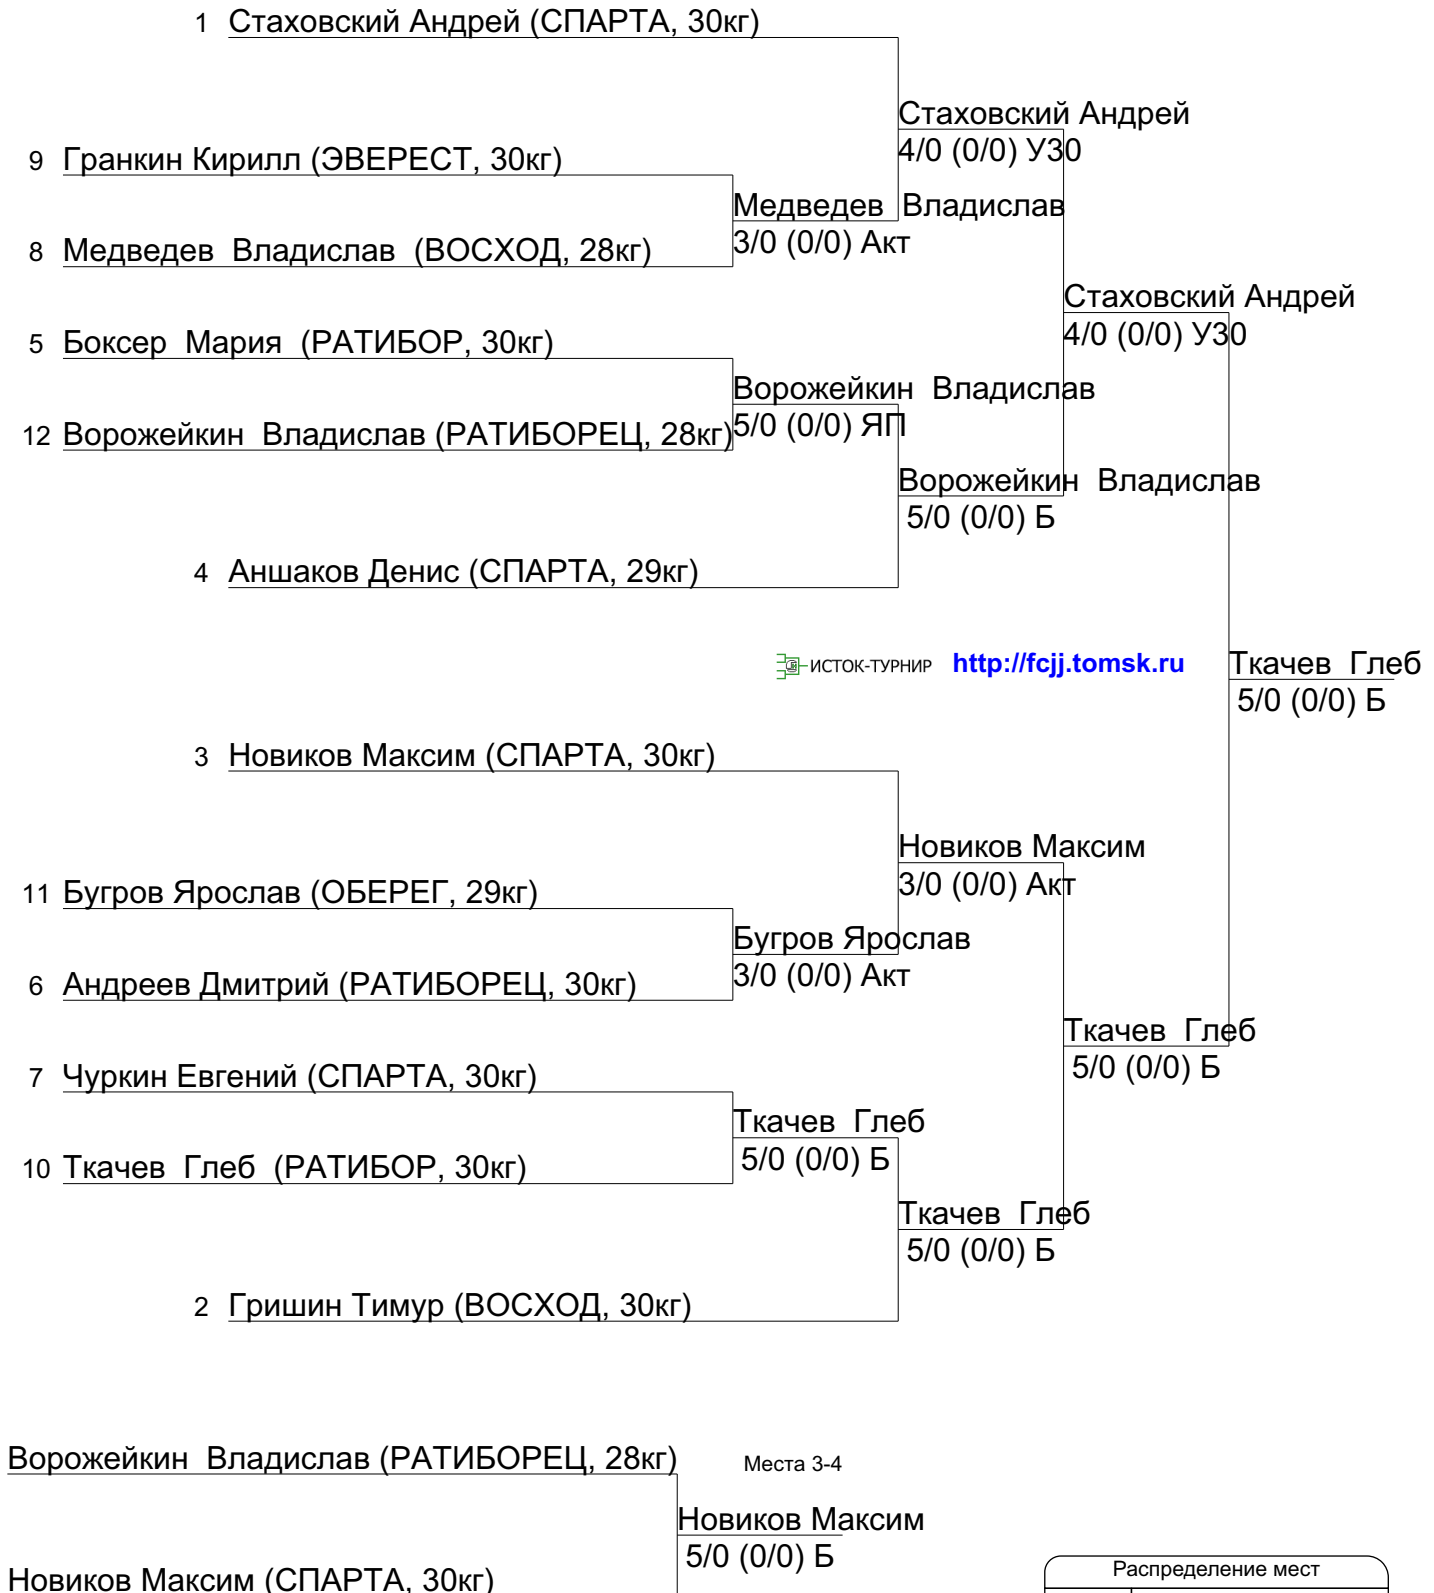 1 Стаховский Андрей (СПАРТА, 30кг)
Стаховский Андрей
4/0 (0/0) УЗ0
9 Гранкин Кирилл (ЭВЕРЕСТ, 30кг)
Медведев Владислав
3/0 (0/0) Акт
8 Медведев Владислав (ВОСХОД, 28кг)
Стаховский Андрей
4/0 (0/0) УЗ0
5 Боксер Мария (РАТИБОР, 30кг)
Ворожейкин Владислав
5/0 (0/0) ЯП
12 Ворожейкин Владислав (РАТИБОРЕЦ, 28кг)
Ворожейкин Владислав
5/0 (0/0) Б
4 Аншаков Денис (СПАРТА, 29кг)
ИСТОК-ТУРНИР http://fcjj.tomsk.ru
Ткачев Глеб
5/0 (0/0) Б
3 Новиков Максим (СПАРТА, 30кг)
Новиков Максим
3/0 (0/0) Акт
11 Бугров Ярослав (ОБЕРЕГ, 29кг)
Бугров Ярослав
3/0 (0/0) Акт
6 Андреев Дмитрий (РАТИБОРЕЦ, 30кг)
Ткачев Глеб
5/0 (0/0) Б
7 Чуркин Евгений (СПАРТА, 30кг)
Ткачев Глеб
5/0 (0/0) Б
10 Ткачев Глеб (РАТИБОР, 30кг)
Ткачев Глеб
5/0 (0/0) Б
2 Гришин Тимур (ВОСХОД, 30кг)
Ворожейкин Владислав (РАТИБОРЕЦ, 28кг)
Места 3-4
Новиков Максим
5/0 (0/0) Б
Новиков Максим (СПАРТА, 30кг)
Распределение мест